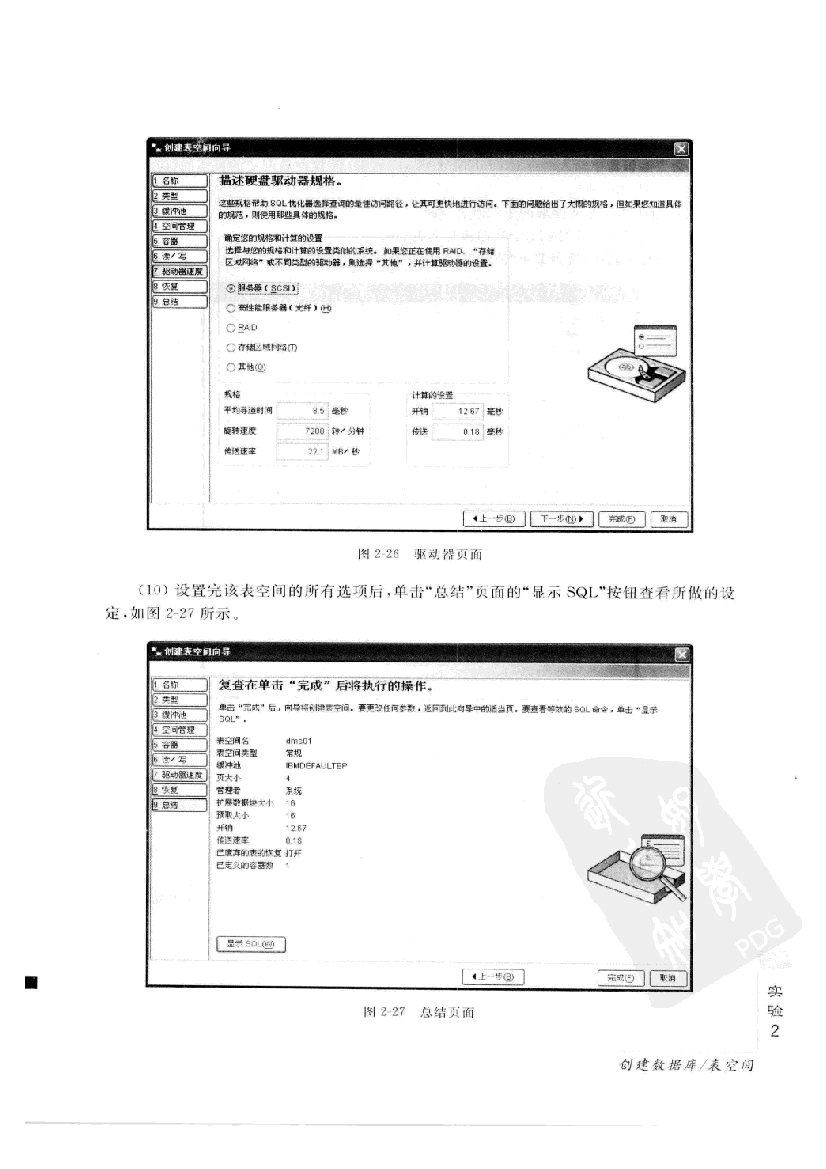 创建表空间向导
1 名称
2 类型
3 缓冲池
4 空间管理
5 容器
6 读/写
7 驱动器速度
8 恢复
9 总结
描述硬盘驱动器规格。
这些规格帮助 SQL 优化器选择查询的最佳访问路径，让其可更快地进行访问。下面的问题给出了大概的规格，但如果您知道具体
的规范，则使用那些具体的规格。
确定您的规格和计算的设置
选择与您的规格和计算的设置类似的系统。如果您正在使用 RAID、“存储
区域网络”或不同类型的驱动器，则选择“其他”，并计算驱动器的设置。
服务器（SCSI）
高性能服务器（光纤）(H)
RAID
存储区域网络(T)
其他(O)
规格
计算的设置
平均寻道时间 9.5 毫秒
开销 12.67 毫秒
旋转速度 7200 转/分钟
传送 0.18 毫秒
传送速率 22.1 MB/秒
上一步(B) 下一步(N) 完成(F) 取消
图 2-26 驱动器页面
（10）设置完该表空间的所有选项后，单击“总结”页面的“显示 SQL”按钮查看所做的设
定，如图 2-27 所示。
创建表空间向导
1 名称
2 类型
3 缓冲池
4 空间管理
5 容器
6 读/写
7 驱动器速度
8 恢复
9 总结
复查在单击“完成”后将执行的操作。
单击“完成”后，向导将创建表空间。要更改任何参数，返回到此向导中的适当页。要查看等效的 SQL 命令，单击“显示
SQL”。
表空间名 dms01
表空间类型 常规
缓冲池 IBMDEFAULTBP
页大小 4
管理者 系统
扩展数据块大小 16
预取大小 16
开销 12.67
传送速率 0.18
已废弃的表的恢复 打开
已定义的容器数 1
显示 SQL(W)
上一步(B) 完成(F) 取消
PDG
图 2-27 总结页面
实
验
2
创建数据库/表空间